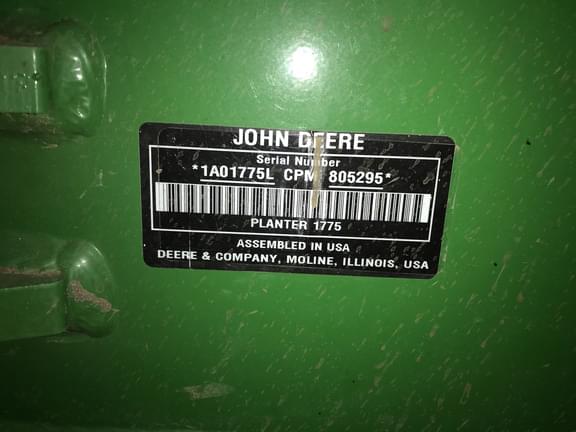 JOHN DEERE
Serial Number
*1A01775L CPM 805295*
PLANTER 1775
ASSEMBLED IN USA
DEERE & COMPANY, MOLINE, ILLINOIS, USA